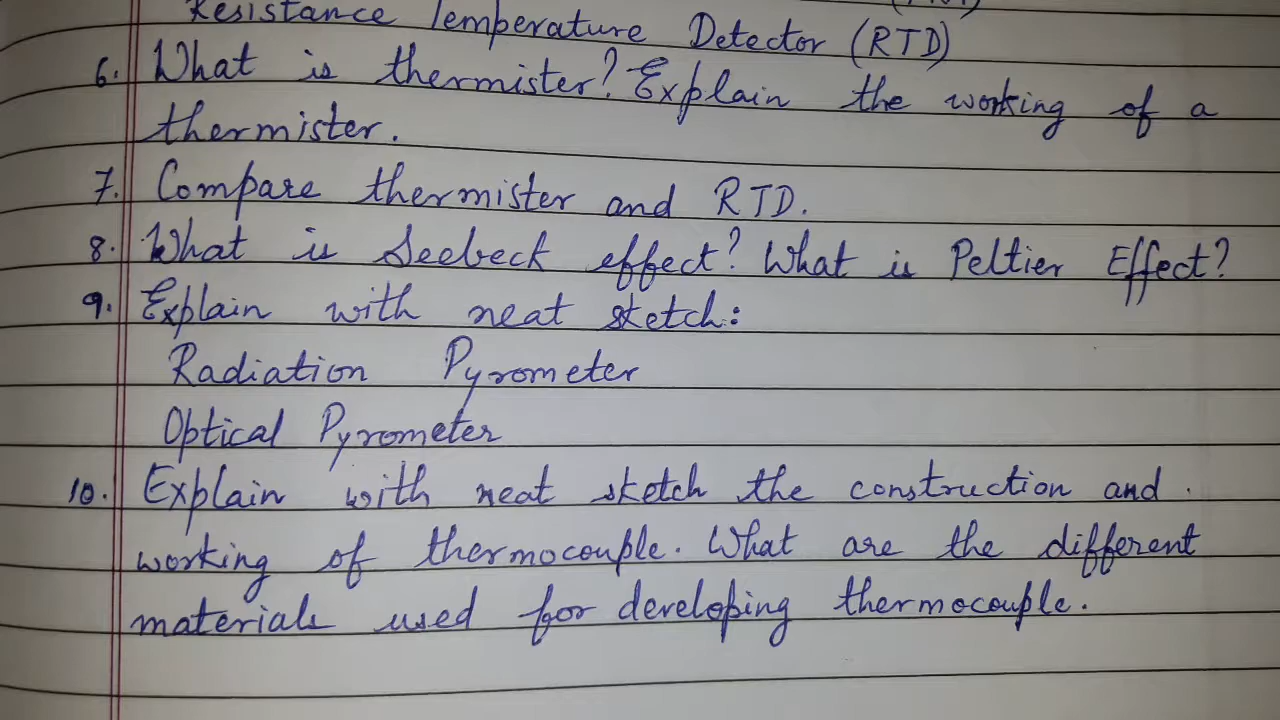 Resistance Temperature Detector (RTD)
6. What is thermister? Explain the working of a
thermister.
7. Compare thermister and RTD.
8. What is Seebeck effect? What is Peltier Effect?
9. Explain with neat sketch:
Radiation Pyrometer
Optical Pyrometer
10. Explain with neat sketch the construction and
working of thermocouple. What are the different
materials used for developing thermocouple.